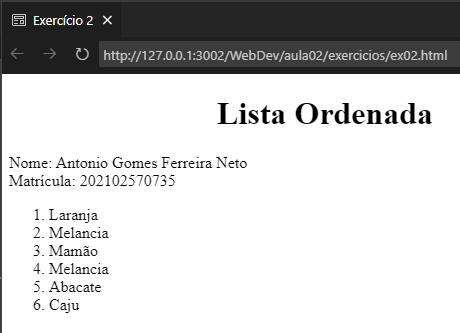 Exercício 2
http://127.0.0.1:3002/WebDev/aula02/exercicios/ex02.html
Lista Ordenada
Nome: Antonio Gomes Ferreira Neto
Matrícula: 202102570735
1. Laranja
2. Melancia
3. Mamão
4. Melancia
5. Abacate
6. Caju